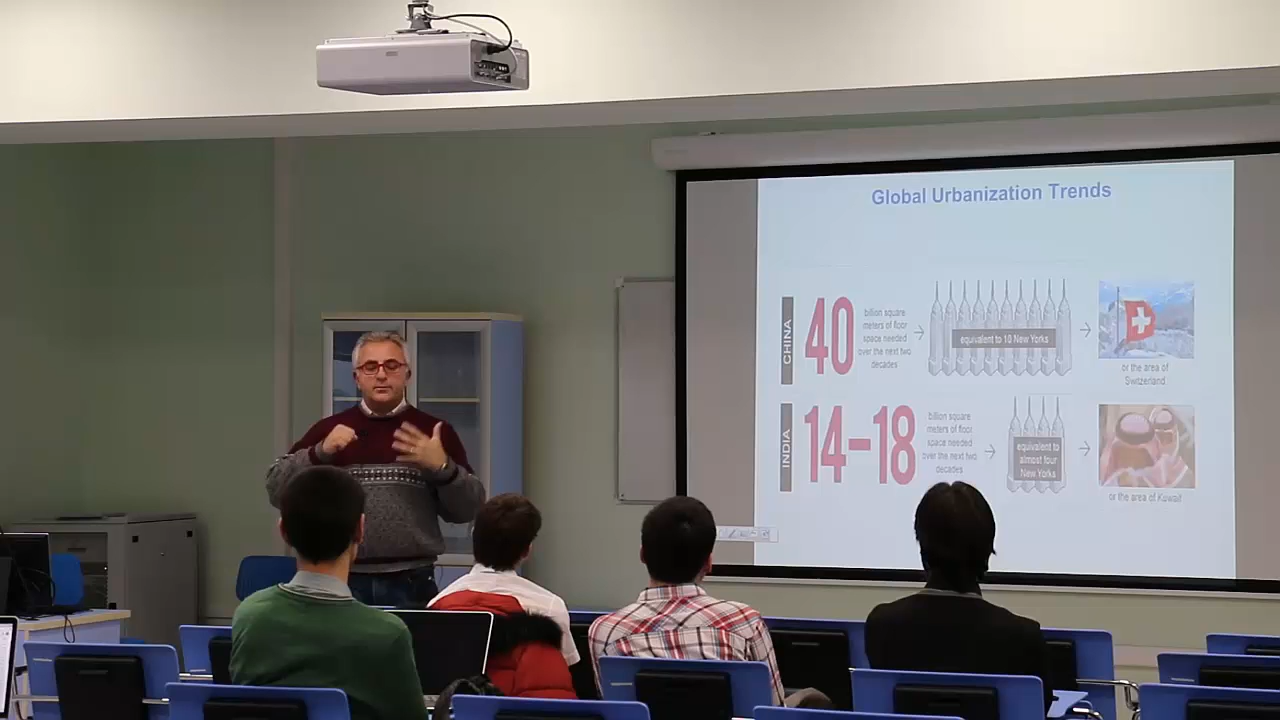 Global Urbanization Trends
CHINA
40
billion square
meters of floor
space needed
over the next two
decades
equivalent to 10 New Yorks
or the area of
Switzerland
INDIA
14-18
billion square
meters of floor
space needed
over the next two
decades
equivalent to
almost four
New Yorks
or the area of Kuwait